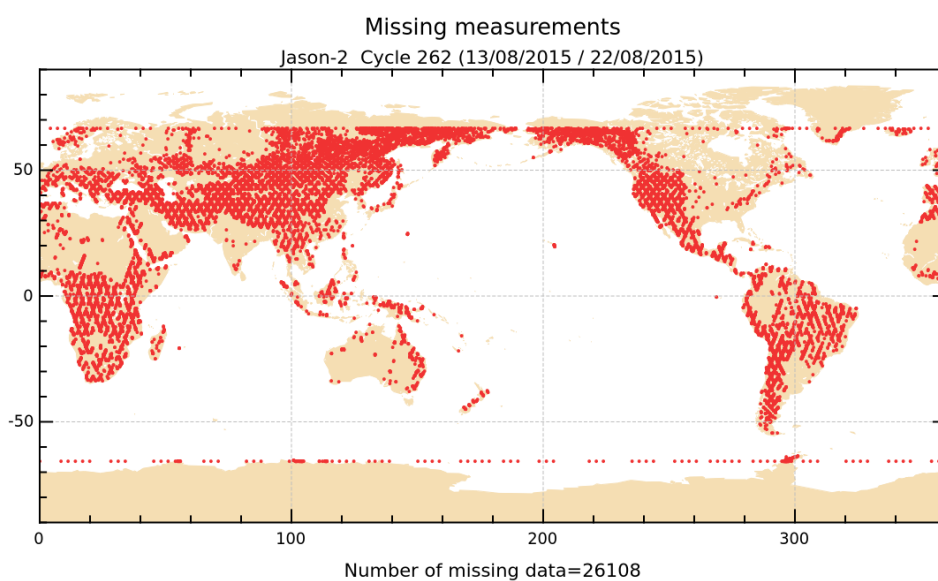 Missing measurements
Jason-2 Cycle 262 (13/08/2015 / 22/08/2015)
50
0
-50
0 100 200 300
Number of missing data=26108